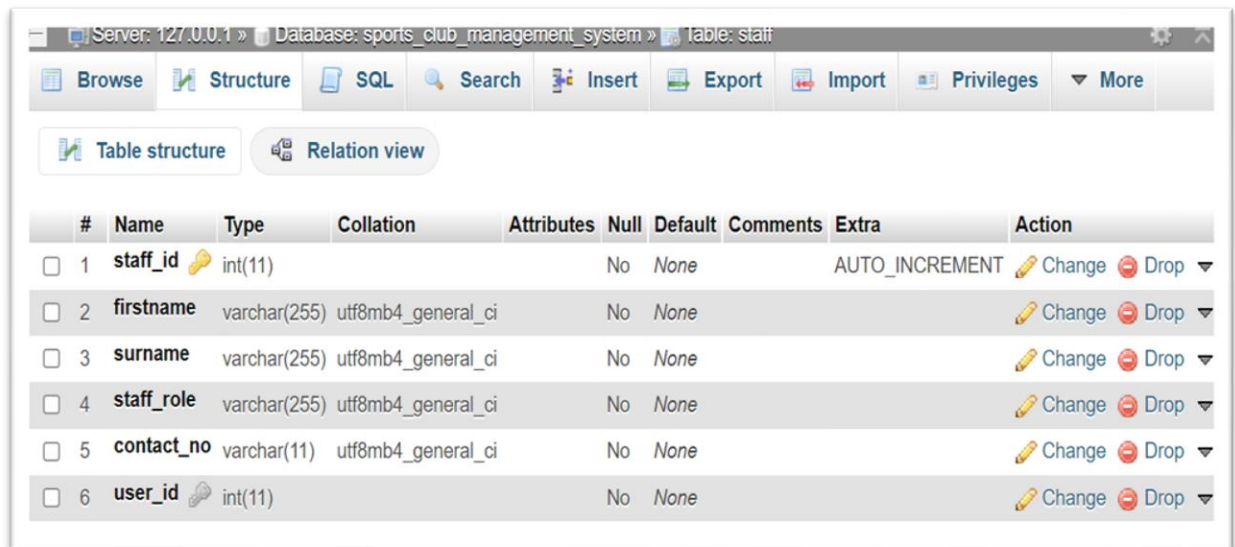 Server: 127.0.0.1 » Database: sports_club_management_system » Table: staff
Browse Structure SQL Search Insert Export Import Privileges More
Table structure Relation view
# Name Type Collation Attributes Null Default Comments Extra Action
1 staff_id int(11) No None AUTO_INCREMENT Change Drop
2 firstname varchar(255) utf8mb4_general_ci No None Change Drop
3 surname varchar(255) utf8mb4_general_ci No None Change Drop
4 staff_role varchar(255) utf8mb4_general_ci No None Change Drop
5 contact_no varchar(11) utf8mb4_general_ci No None Change Drop
6 user_id int(11) No None Change Drop